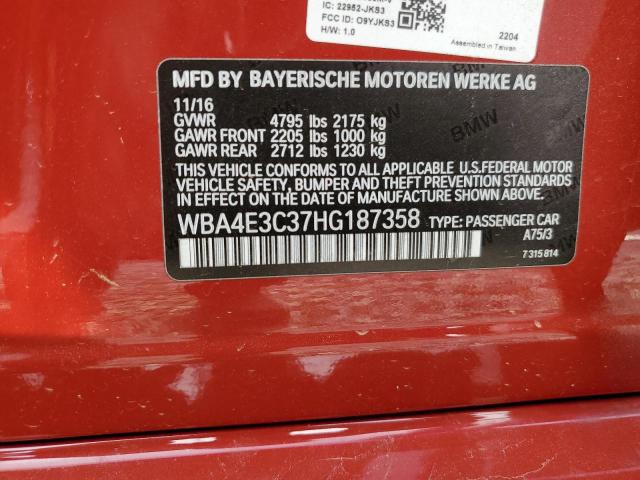 IC: 22952-JKS3
FCC ID: O9YJKS3
H/W: 1.0
2204
Assembled in Taiwan
MFD BY BAYERISCHE MOTOREN WERKE AG
11/16
GVWR 4795 lbs 2175 kg
GAWR FRONT 2205 lbs 1000 kg
GAWR REAR 2712 lbs 1230 kg
THIS VEHICLE CONFORMS TO ALL APPLICABLE U.S.FEDERAL MOTOR
VEHICLE SAFETY, BUMPER AND THEFT PREVENTION STANDARDS
IN EFFECT ON THE DATE OF MANUFACTURE SHOWN ABOVE.
WBA4E3C37HG187358 TYPE: PASSENGER CAR
A75/3
7315814
BMW
BMW